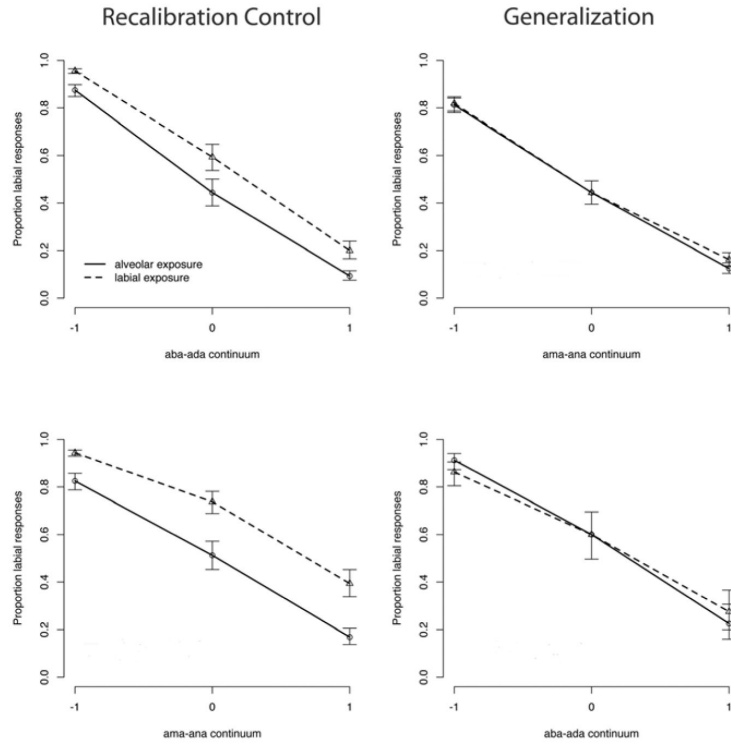 Recalibration Control
Generalization
Proportion labial responses
1.0
0.8
0.6
0.4
0.2
0.0
alveolar exposure
labial exposure
-1 0 1
aba-ada continuum
Proportion labial responses
1.0
0.8
0.6
0.4
0.2
0.0
-1 0 1
ama-ana continuum
Proportion labial responses
1.0
0.8
0.6
0.4
0.2
0.0
-1 0 1
ama-ana continuum
Proportion labial responses
1.0
0.8
0.6
0.4
0.2
0.0
-1 0 1
aba-ada continuum